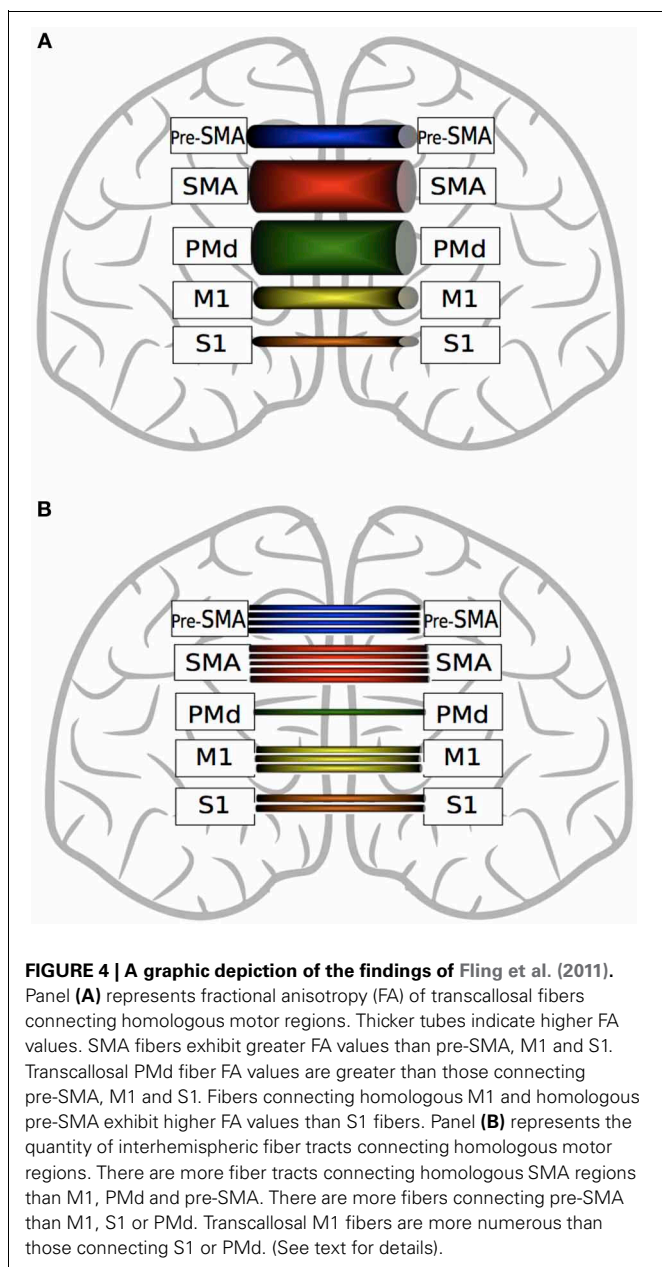 A
Pre-SMA Pre-SMA
SMA SMA
PMd PMd
M1 M1
S1 S1
B
Pre-SMA Pre-SMA
SMA SMA
PMd PMd
M1 M1
S1 S1
FIGURE 4 | A graphic depiction of the findings of Fling et al. (2011).
Panel (A) represents fractional anisotropy (FA) of transcallosal fibers
connecting homologous motor regions. Thicker tubes indicate higher FA
values. SMA fibers exhibit greater FA values than pre-SMA, M1 and S1.
Transcallosal PMd fiber FA values are greater than those connecting
pre-SMA, M1 and S1. Fibers connecting homologous M1 and homologous
pre-SMA exhibit higher FA values than S1 fibers. Panel (B) represents the
quantity of interhemispheric fiber tracts connecting homologous motor
regions. There are more fiber tracts connecting homologous SMA regions
than M1, PMd and pre-SMA. There are more fibers connecting pre-SMA
than M1, S1 or PMd. Transcallosal M1 fibers are more numerous than
those connecting S1 or PMd. (See text for details).